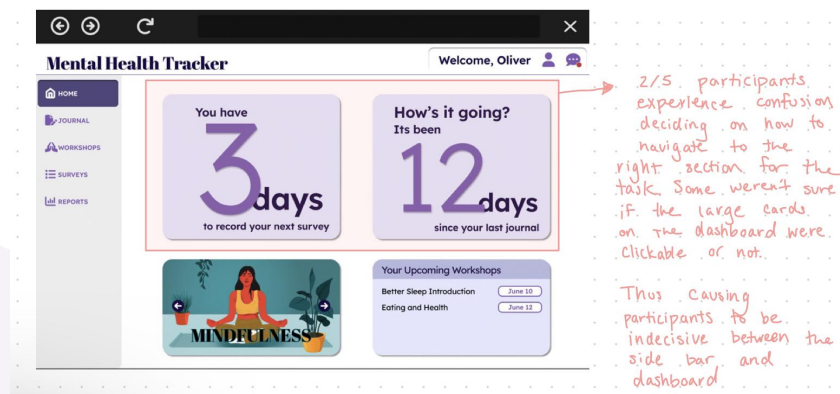 Mental Health Tracker
Welcome, Oliver
HOME
JOURNAL
WORKSHOPS
SURVEYS
REPORTS
You have
3 days
to record your next survey
How's it going?
Its been
12 days
since your last journal
MINDFULNESS
Your Upcoming Workshops
Better Sleep Introduction June 10
Eating and Health June 12
2/5 participants
experience confusion
deciding on how to
navigate to the
right section for the
task. Some weren't sure
if the large cards
on the dashboard were
clickable or not.
Thus causing
participants to be
indecisive between the
side bar and
dashboard